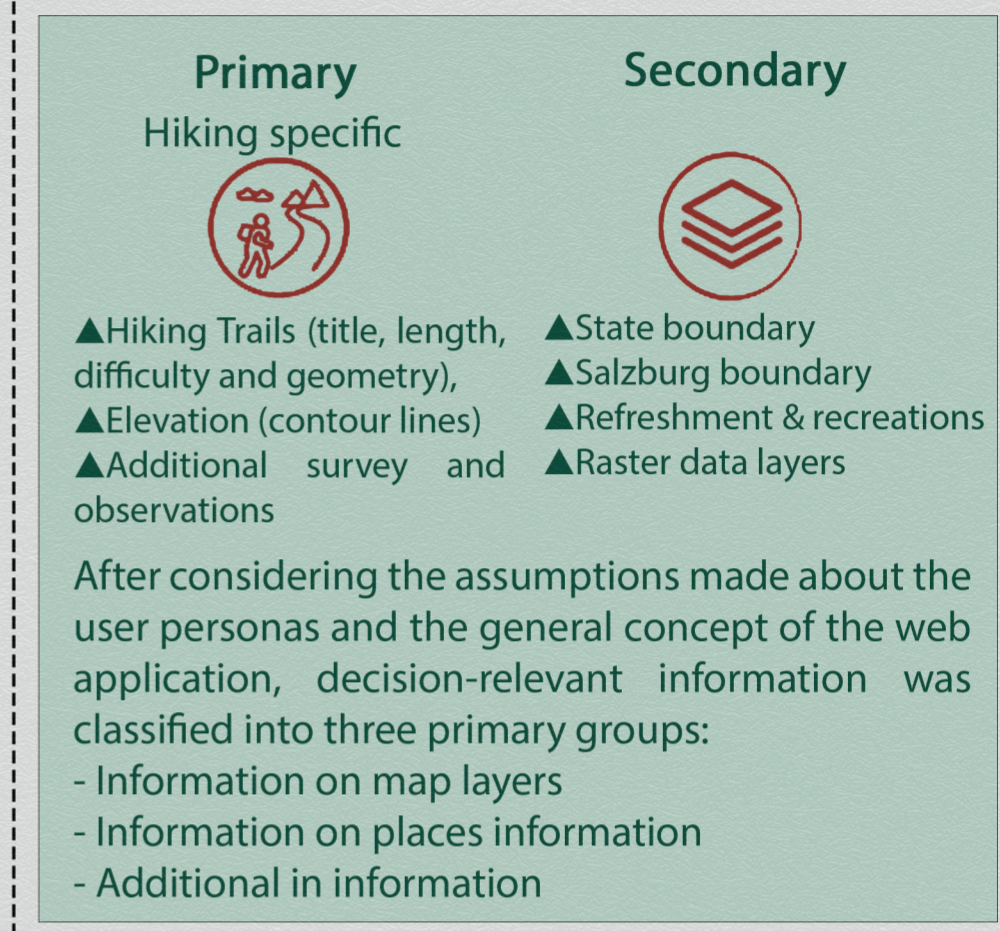 Primary
Hiking specific
▲Hiking Trails (title, length,
difficulty and geometry),
▲Elevation (contour lines)
▲Additional survey and
observations
Secondary
▲State boundary
▲Salzburg boundary
▲Refreshment & recreations
▲Raster data layers
After considering the assumptions made about the
user personas and the general concept of the web
application, decision-relevant information was
classified into three primary groups:
- Information on map layers
- Information on places information
- Additional in information